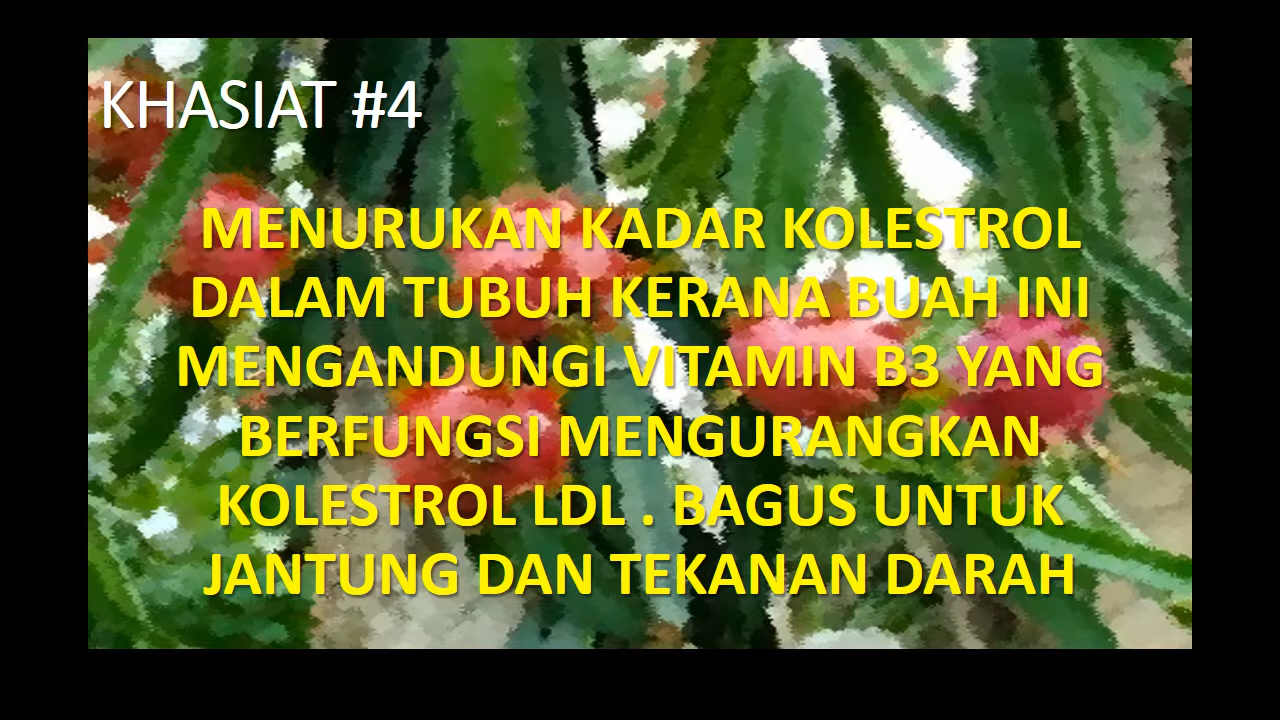 KHASIAT #4
MENURUKAN KADAR KOLESTROL
DALAM TUBUH KERANA BUAH INI
MENGANDUNGI VITAMIN B3 YANG
BERFUNGSI MENGURANGKAN
KOLESTROL LDL . BAGUS UNTUK
JANTUNG DAN TEKANAN DARAH